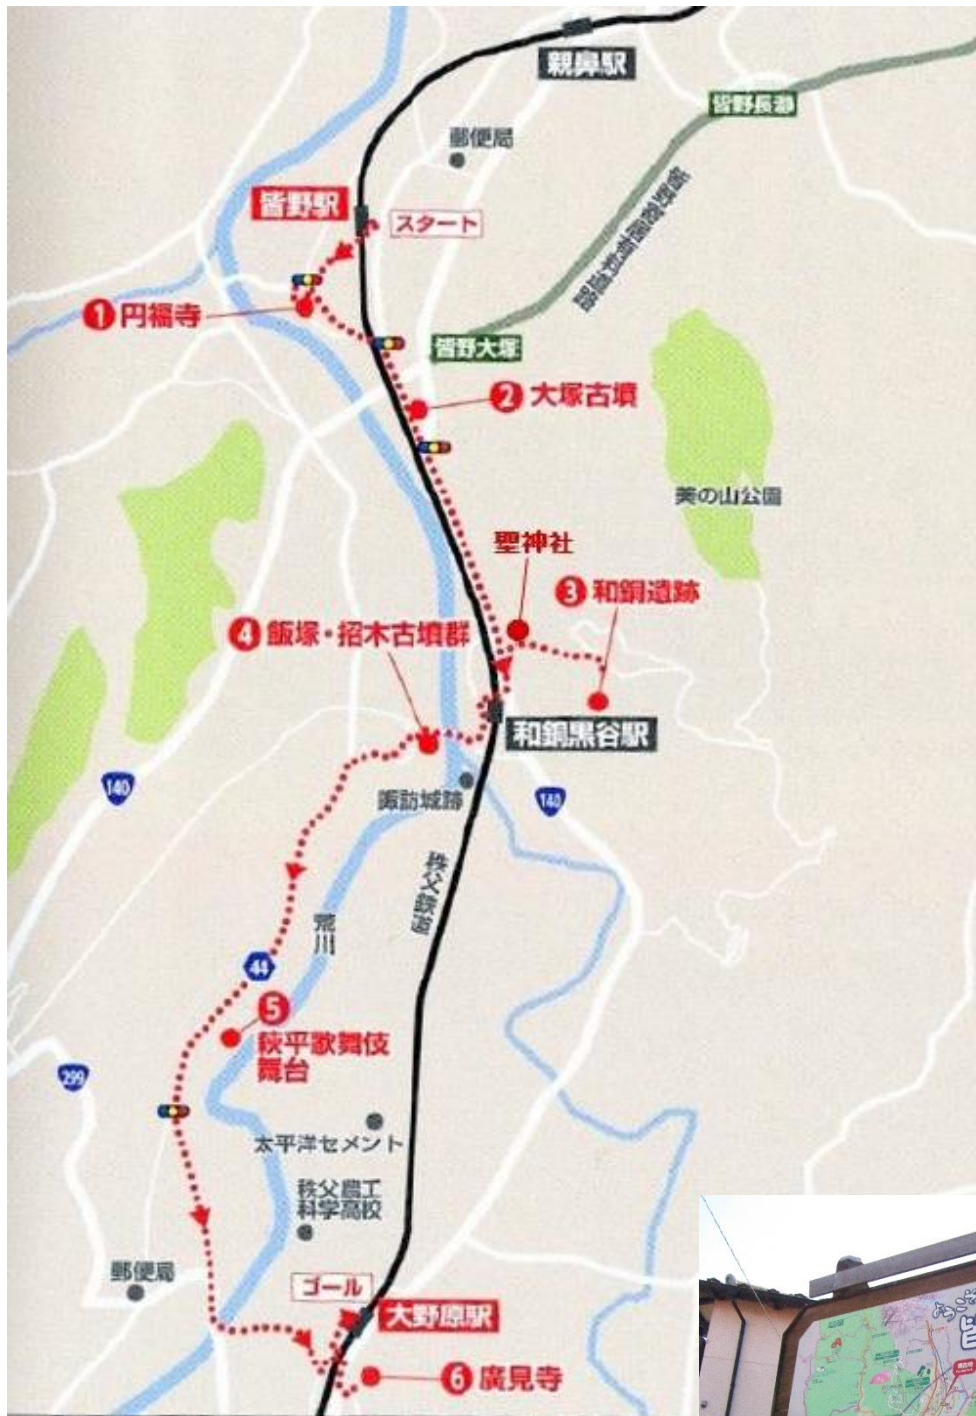 親鼻駅
皆野長瀞
郵便局
皆野寄居有料道路
皆野駅
スタート
1 円福寺
皆野大塚
2 大塚古墳
美の山公園
聖神社
3 和銅遺跡
4 飯塚・招木古墳群
和銅黒谷駅
140
諏訪城跡
140
秩父鉄道
荒川
44
5
萩平歌舞伎
舞台
299
太平洋セメント
秩父農工
科学高校
郵便局
ゴール
大野原駅
6 廣見寺